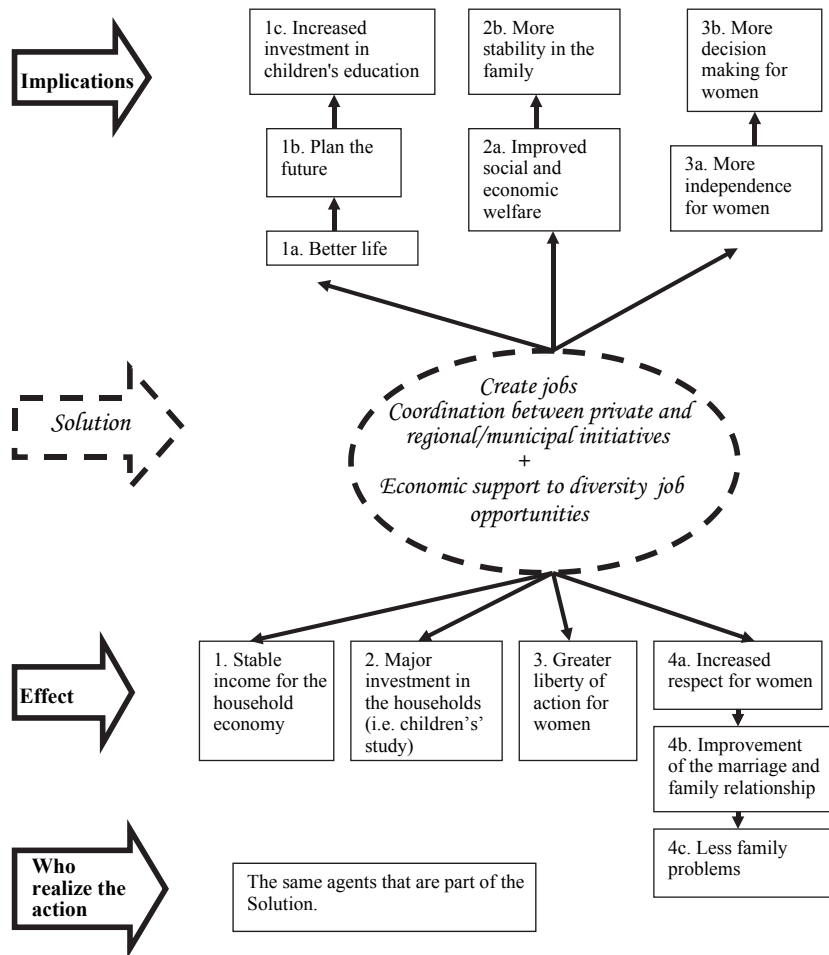 Implications
1c. Increased
investment in
children's education
2b. More
stability in the
family
3b. More
decision
making for
women
1b. Plan the
future
2a. Improved
social and
economic
welfare
3a. More
independence
for women
1a. Better life
Solution
Create jobs
Coordination between private and
regional/municipal initiatives
+
Economic support to diversity job
opportunities
Effect
1. Stable
income for the
household
economy
2. Major
investment in
the households
(i.e. children's'
study)
3. Greater
liberty of
action for
women
4a. Increased
respect for women
4b. Improvement
of the marriage and
family relationship
4c. Less family
problems
Who
realize the
action
The same agents that are part of the
Solution.